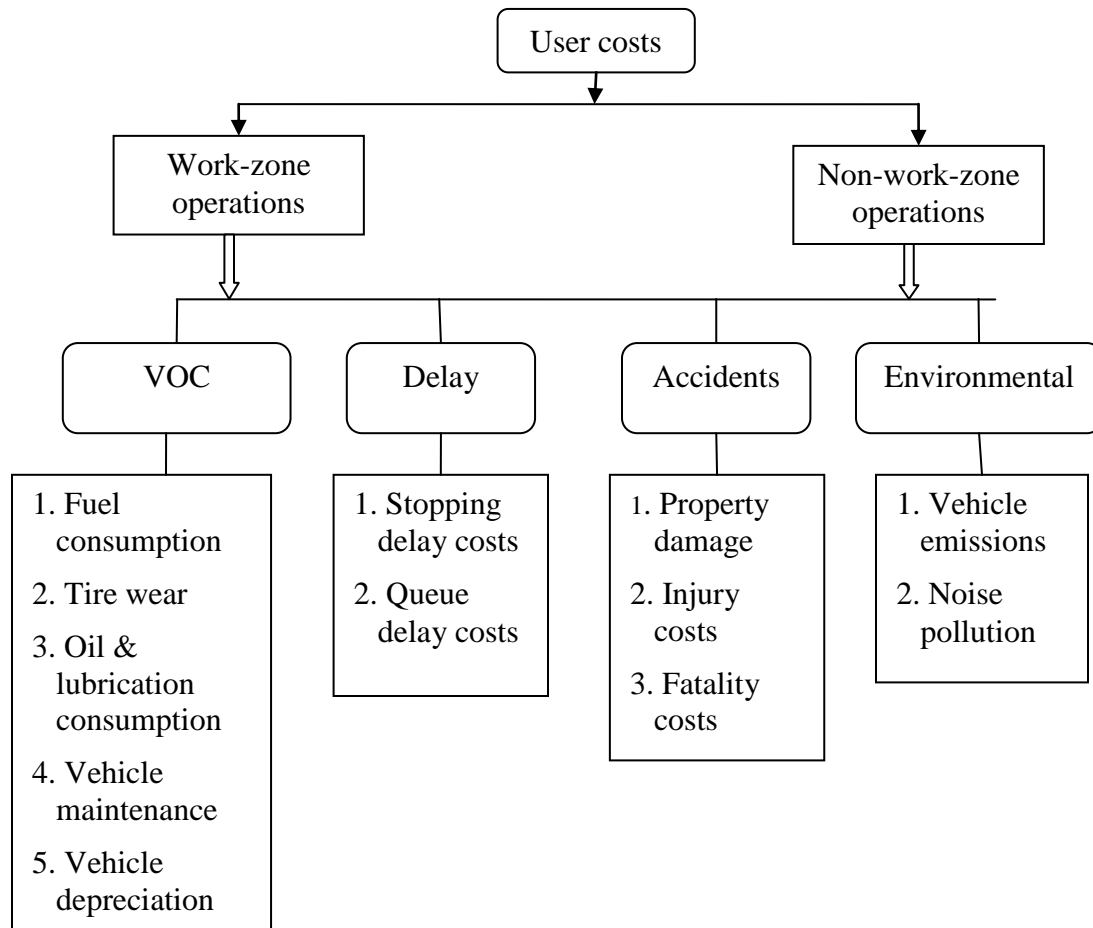 User costs
Work-zone
operations
Non-work-zone
operations
VOC
Delay
Accidents
Environmental
1. Fuel
consumption
2. Tire wear
3. Oil &
lubrication
consumption
4. Vehicle
maintenance
5. Vehicle
depreciation
1. Stopping
delay costs
2. Queue
delay costs
1. Property
damage
2. Injury
costs
3. Fatality
costs
1. Vehicle
emissions
2. Noise
pollution